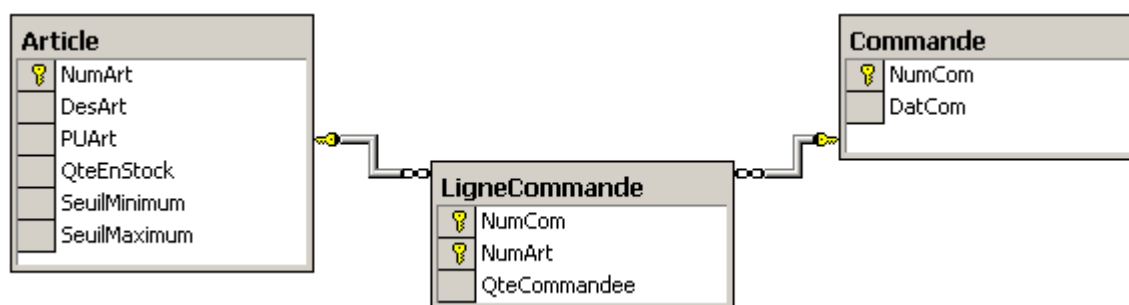 Article
NumArt
DesArt
PUArt
QteEnStock
SeuilMinimum
SeuilMaximum
Commande
NumCom
DatCom
LigneCommande
NumCom
NumArt
QteCommandee